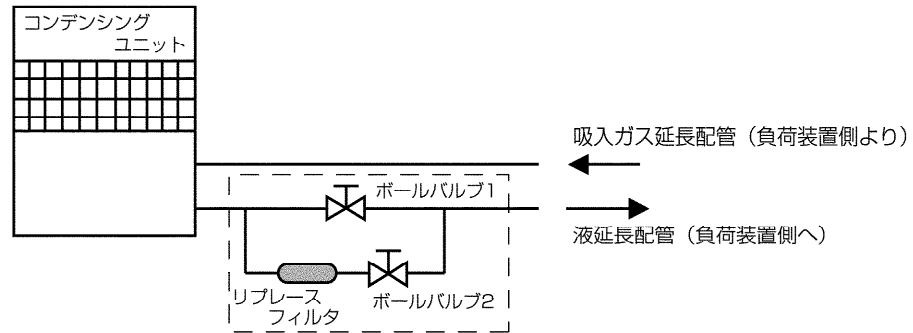 コンデンシング
ユニット
吸入ガス延長配管（負荷装置側より）
ボールバルブ1
液延長配管（負荷装置側へ）
リプレース
フィルタ
ボールバルブ2